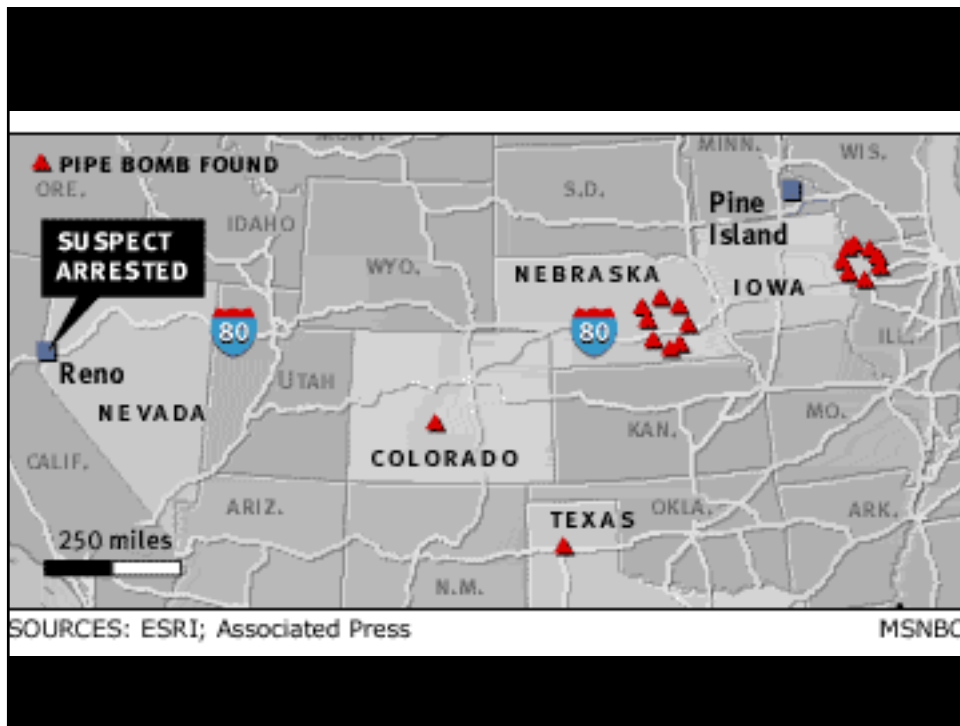 MONT.
MINN.
WIS.
PIPE BOMB FOUND
ORE.
S.D.
IDAHO
Pine
Island
SUSPECT
ARRESTED
WYO.
NEBRASKA
IOWA
80
80
ILL.
Reno
UTAH
NEVADA
MO.
KAN.
COLORADO
CALIF.
ARIZ.
TEXAS
OKLA.
ARK.
250 miles
N.M.
SOURCES: ESRI; Associated Press
MSNBC